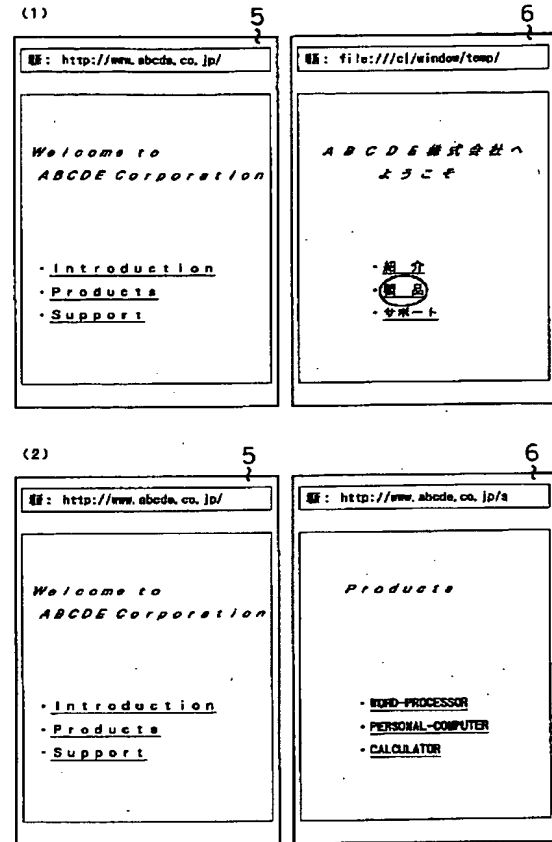 (1)
5
6
http://www.abcde.co.jp/
file:///c|/window/temp/
Welcome to
ABCDE Corporation
ABCDE株式会社へ
ようこそ
・Introduction
・Products
・Support
・紹 介
・製 品
・サポート
(2)
5
6
http://www.abcde.co.jp/
http://www.abcde.co.jp/s
Welcome to
ABCDE Corporation
Products
・Introduction
・Products
・Support
・WORD-PROCESSOR
・PERSONAL-COMPUTER
・CALCULATOR